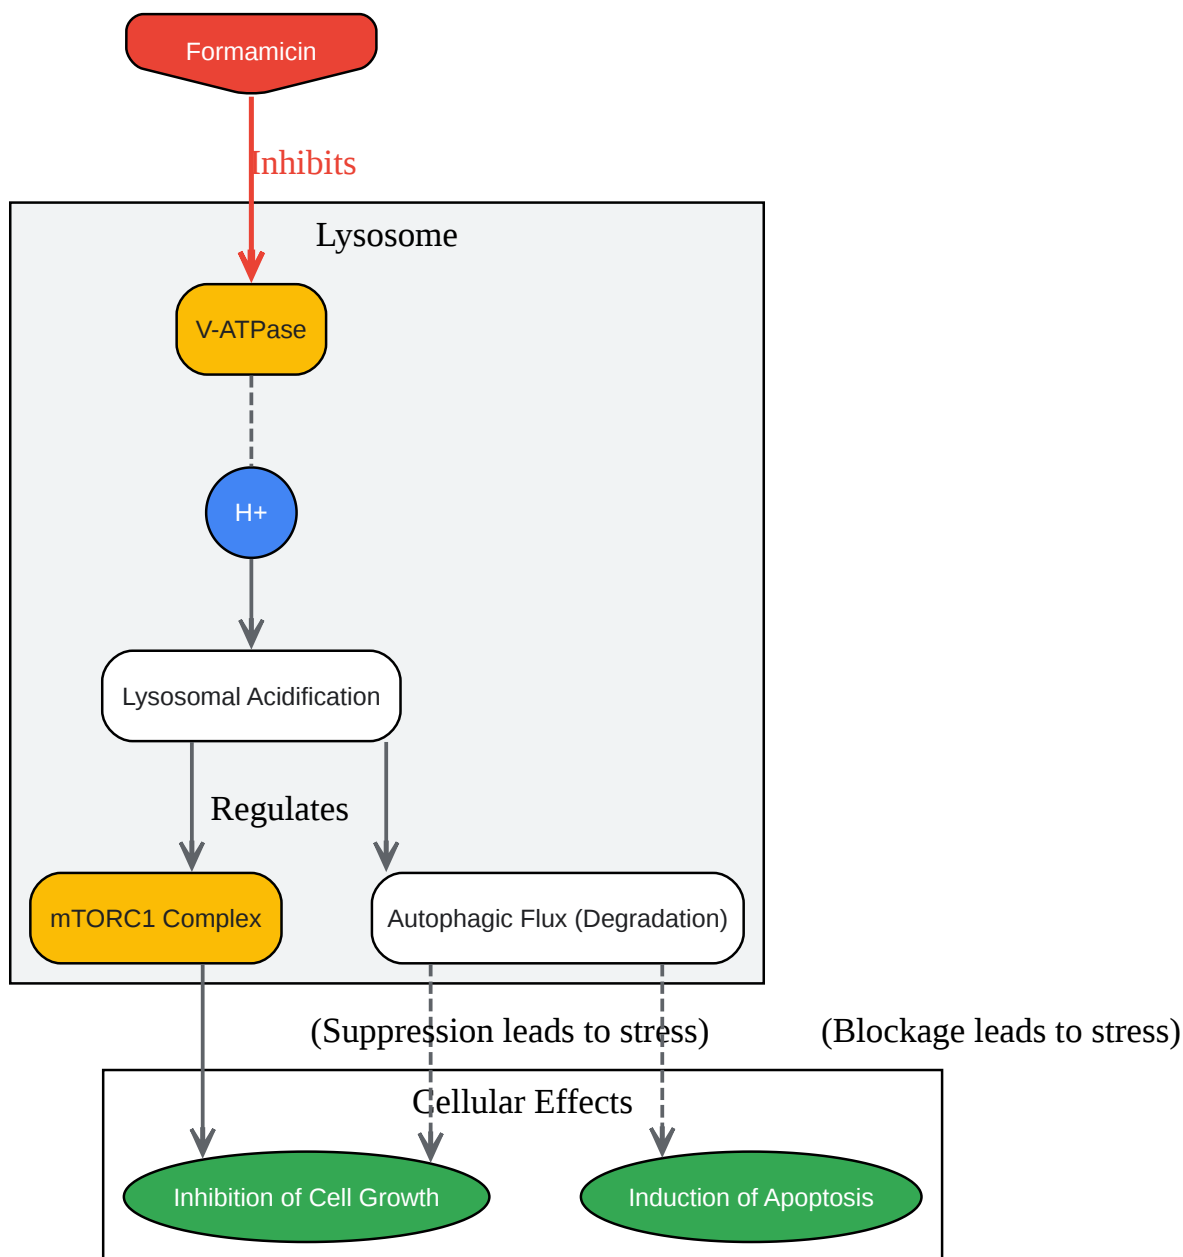 Formamicin
Inhibits
Lysosome
V-ATPase
H+
Lysosomal Acidification
Regulates
mTORC1 Complex
Autophagic Flux (Degradation)
(Suppression leads to stress)
(Blockage leads to stress)
Cellular Effects
Inhibition of Cell Growth
Induction of Apoptosis